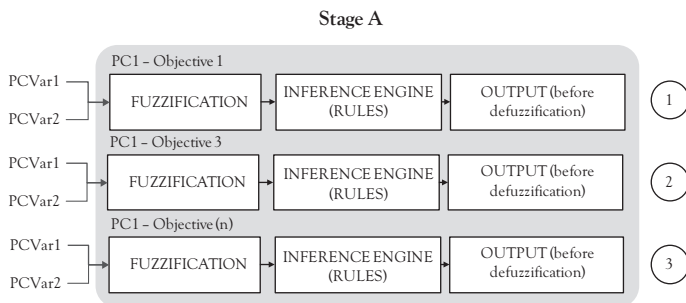 Stage A
PC1 – Objective 1
PCVar1
PCVar2
FUZZIFICATION
INFERENCE ENGINE
(RULES)
OUTPUT (before
defuzzification)
1
PC1 – Objective 3
PCVar1
PCVar2
FUZZIFICATION
INFERENCE ENGINE
(RULES)
OUTPUT (before
defuzzification)
2
PC1 – Objective (n)
PCVar1
PCVar2
FUZZIFICATION
INFERENCE ENGINE
(RULES)
OUTPUT (before
defuzzification)
3